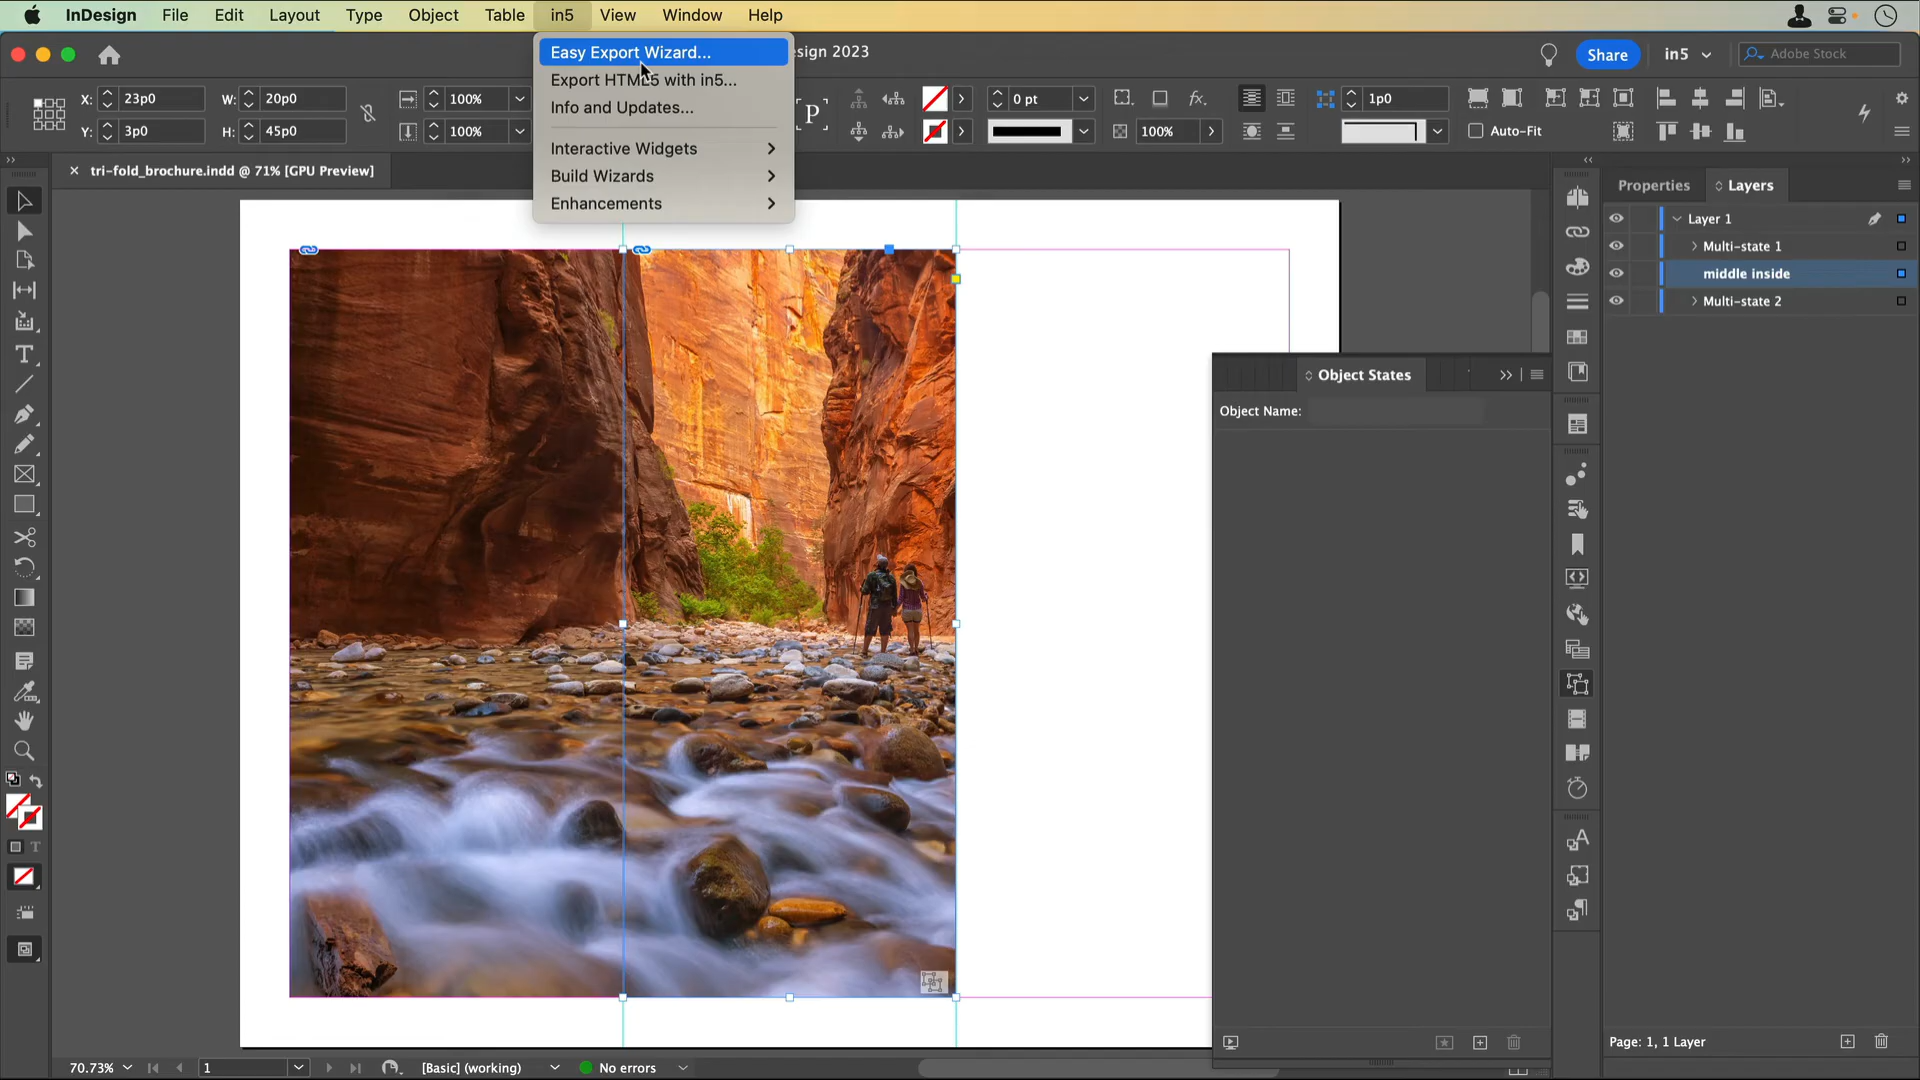 InDesign File Edit Layout Type Object Table in5 View Window Help
esign 2023
Share
in5
Adobe Stock
Easy Export Wizard...
Export HTML5 with in5...
Info and Updates...
Interactive Widgets
Build Wizards
Enhancements
X: 23p0 W: 20p0 100% P 0 pt fx. 1p0
Y: 3p0 H: 45p0 100% 100% Auto-Fit
tri-fold_brochure.indd @ 71% [GPU Preview]
Properties Layers
Layer 1
Multi-state 1
middle inside
Multi-state 2
Object States
Object Name:
Page: 1, 1 Layer
70.73% 1 [Basic] (working) No errors